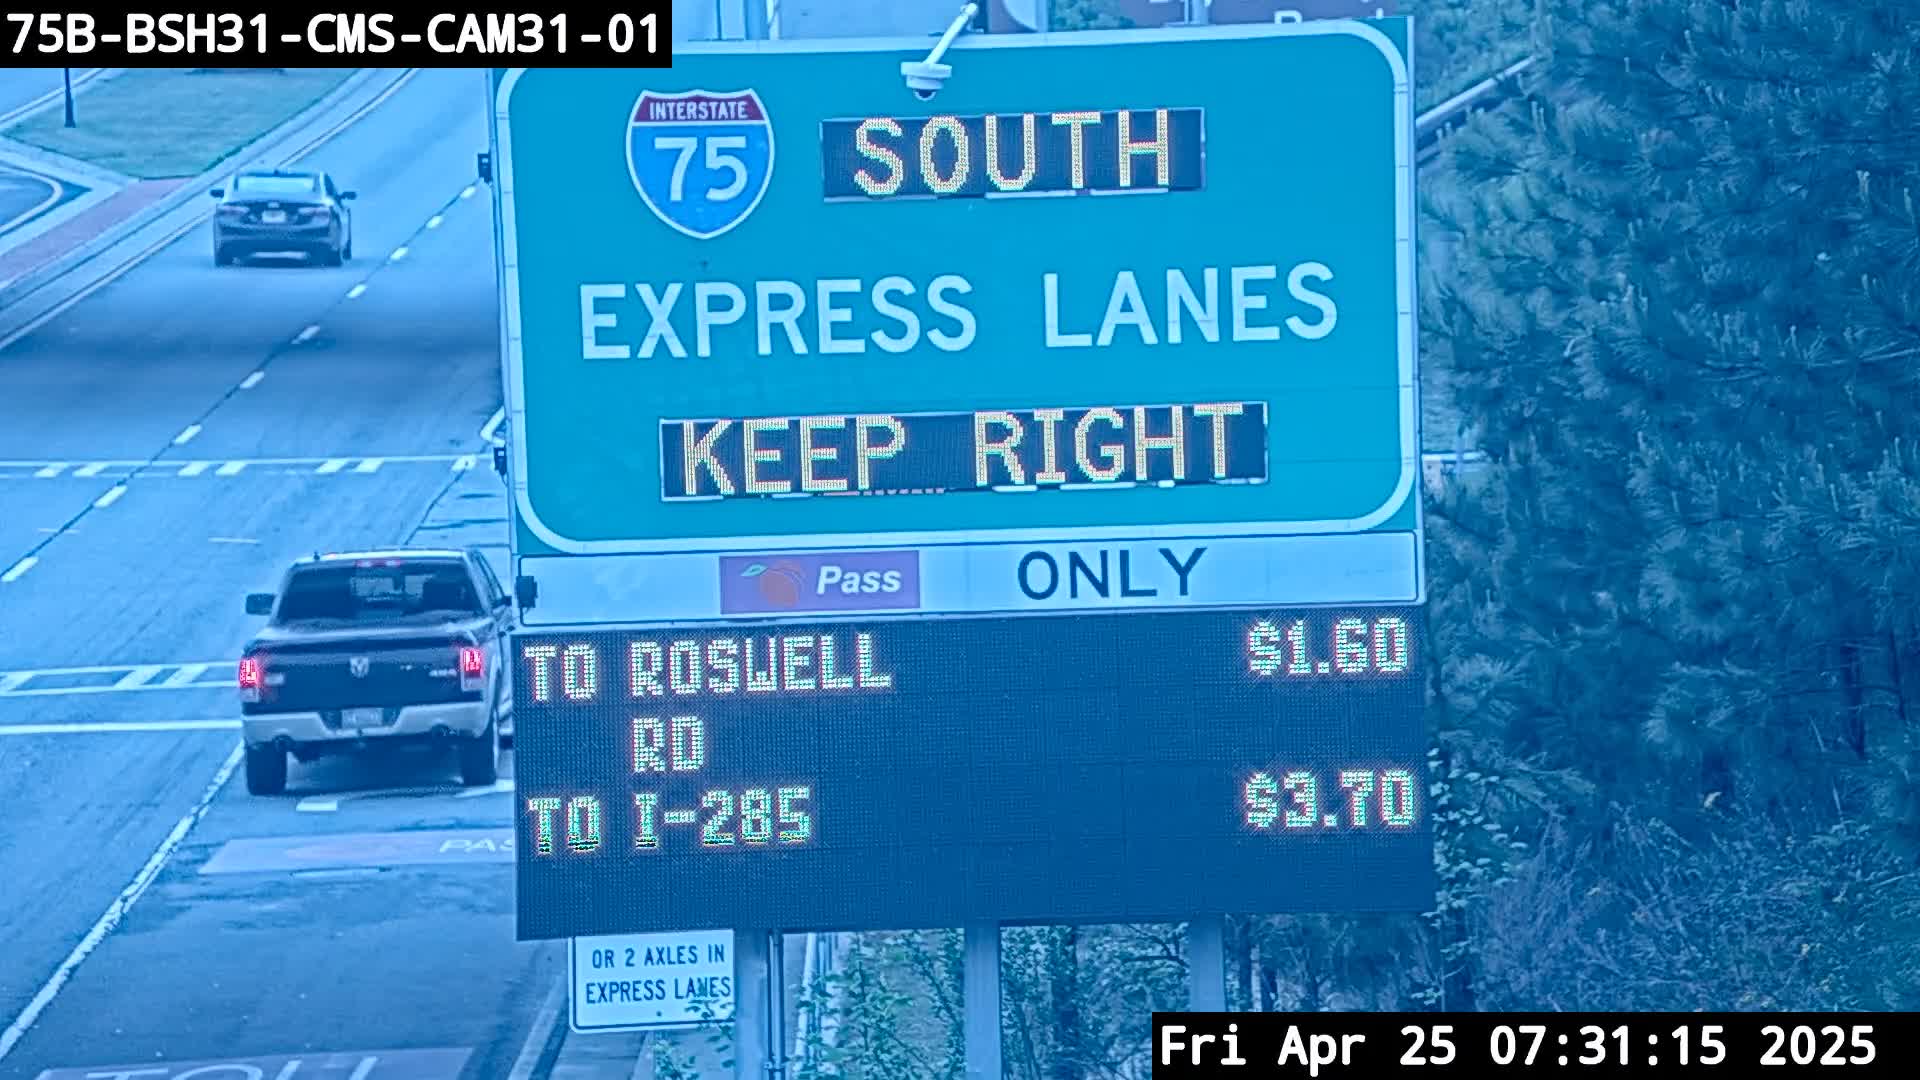 75B-BSH31-CMS-CAM31-01
INTERSTATE
75
SOUTH
EXPRESS LANES
KEEP RIGHT
Pass ONLY
TO ROSWELL $1.60
RD
TO I-285 $3.70
OR 2 AXLES IN
EXPRESS LANES
TOLL
Fri Apr 25 07:31:15 2025